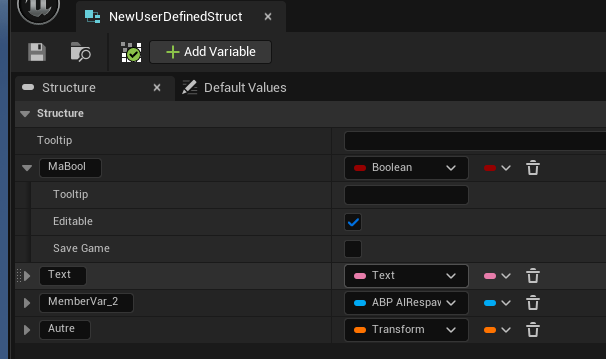 NewUserDefinedStruct
Add Variable
Structure
Default Values
Structure
Tooltip
MaBool Boolean
Tooltip
Editable
Save Game
Text Text
MemberVar_2 ABP AIRespaw
Autre Transform